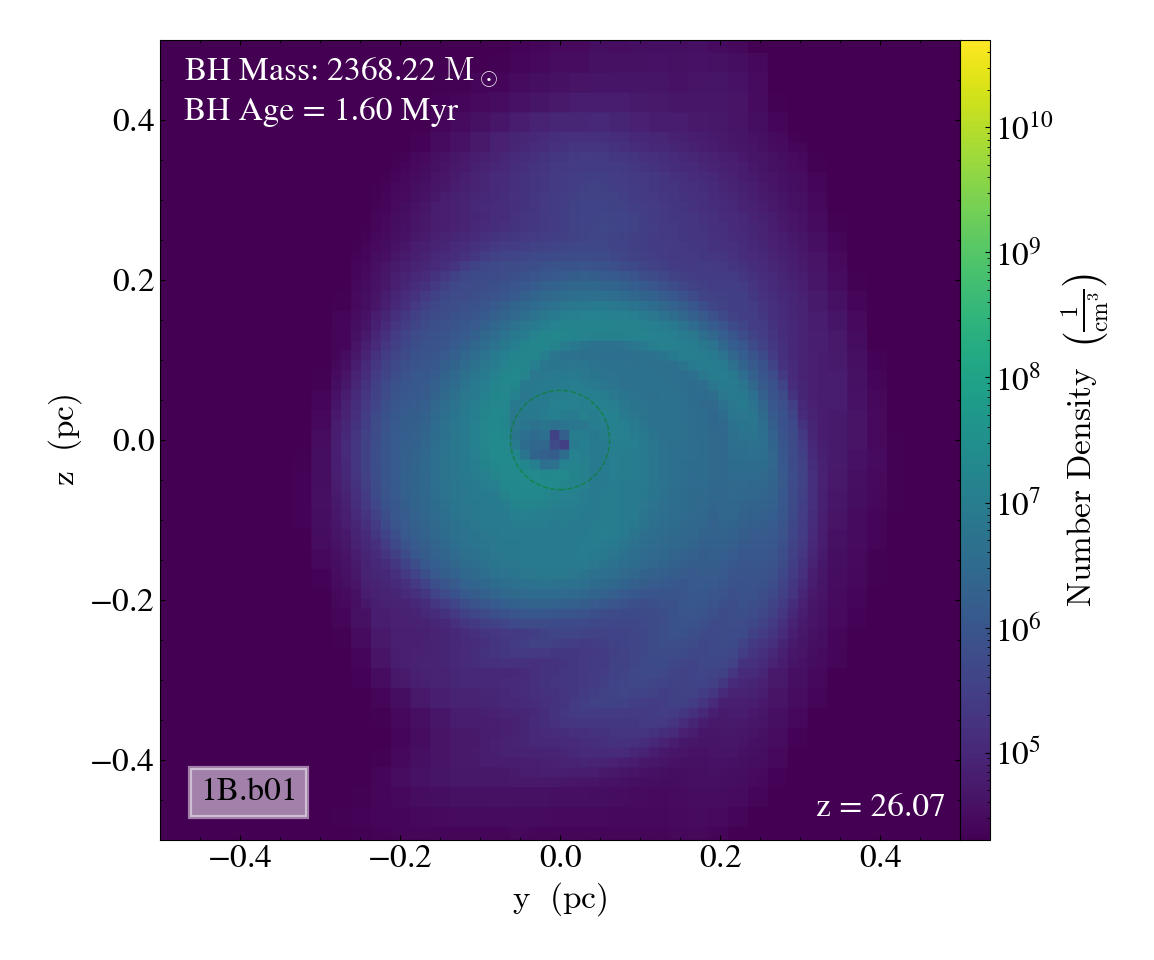 BH Mass: 2368.22 M⊙
BH Age = 1.60 Myr
0.4
0.2
0.0
−0.2
−0.4
z (pc)
1B.b01
z = 26.07
−0.4 −0.2 0.0 0.2 0.4
y (pc)
10¹⁰
10⁹
10⁸
10⁷
10⁶
10⁵
Number Density (1/cm³)